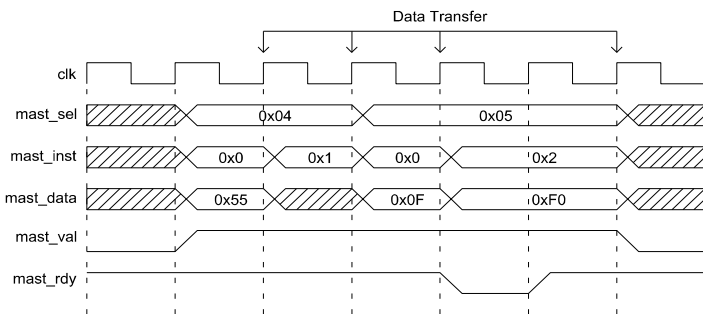 Data Transfer
clk
mast_sel 0x04 0x05
mast_inst 0x0 0x1 0x0 0x2
mast_data 0x55 0x0F 0xF0
mast_val
mast_rdy